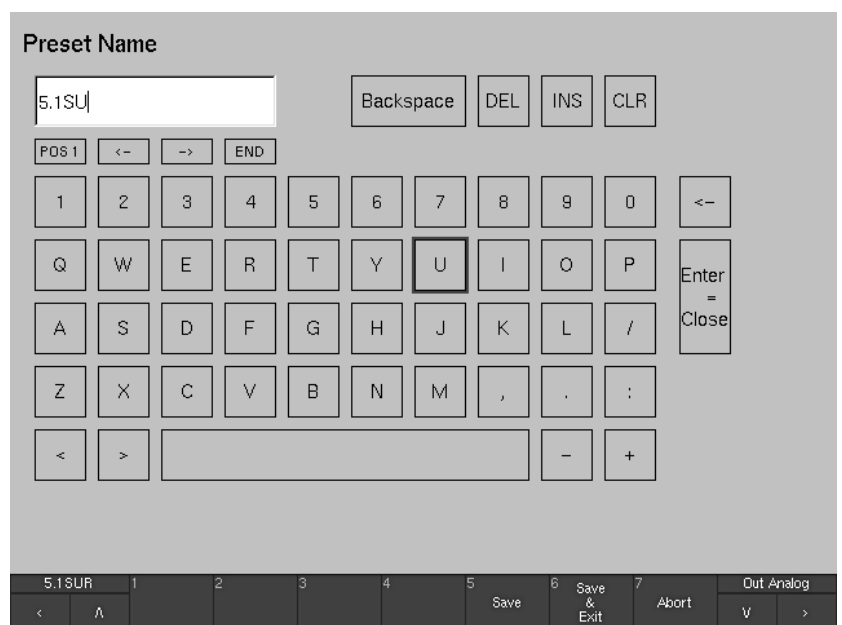 Preset Name
5.1SU
Backspace DEL INS CLR
POS 1 <- -> END
1 2 3 4 5 6 7 8 9 0 <-
Q W E R T Y U I O P
Enter
=
Close
A S D F G H J K L /
Z X C V B N M , . :
< > - +
5.1SUR 1 2 3 4 5 Save 6 Save & Exit 7 Abort Out Analog
< ʌ v >